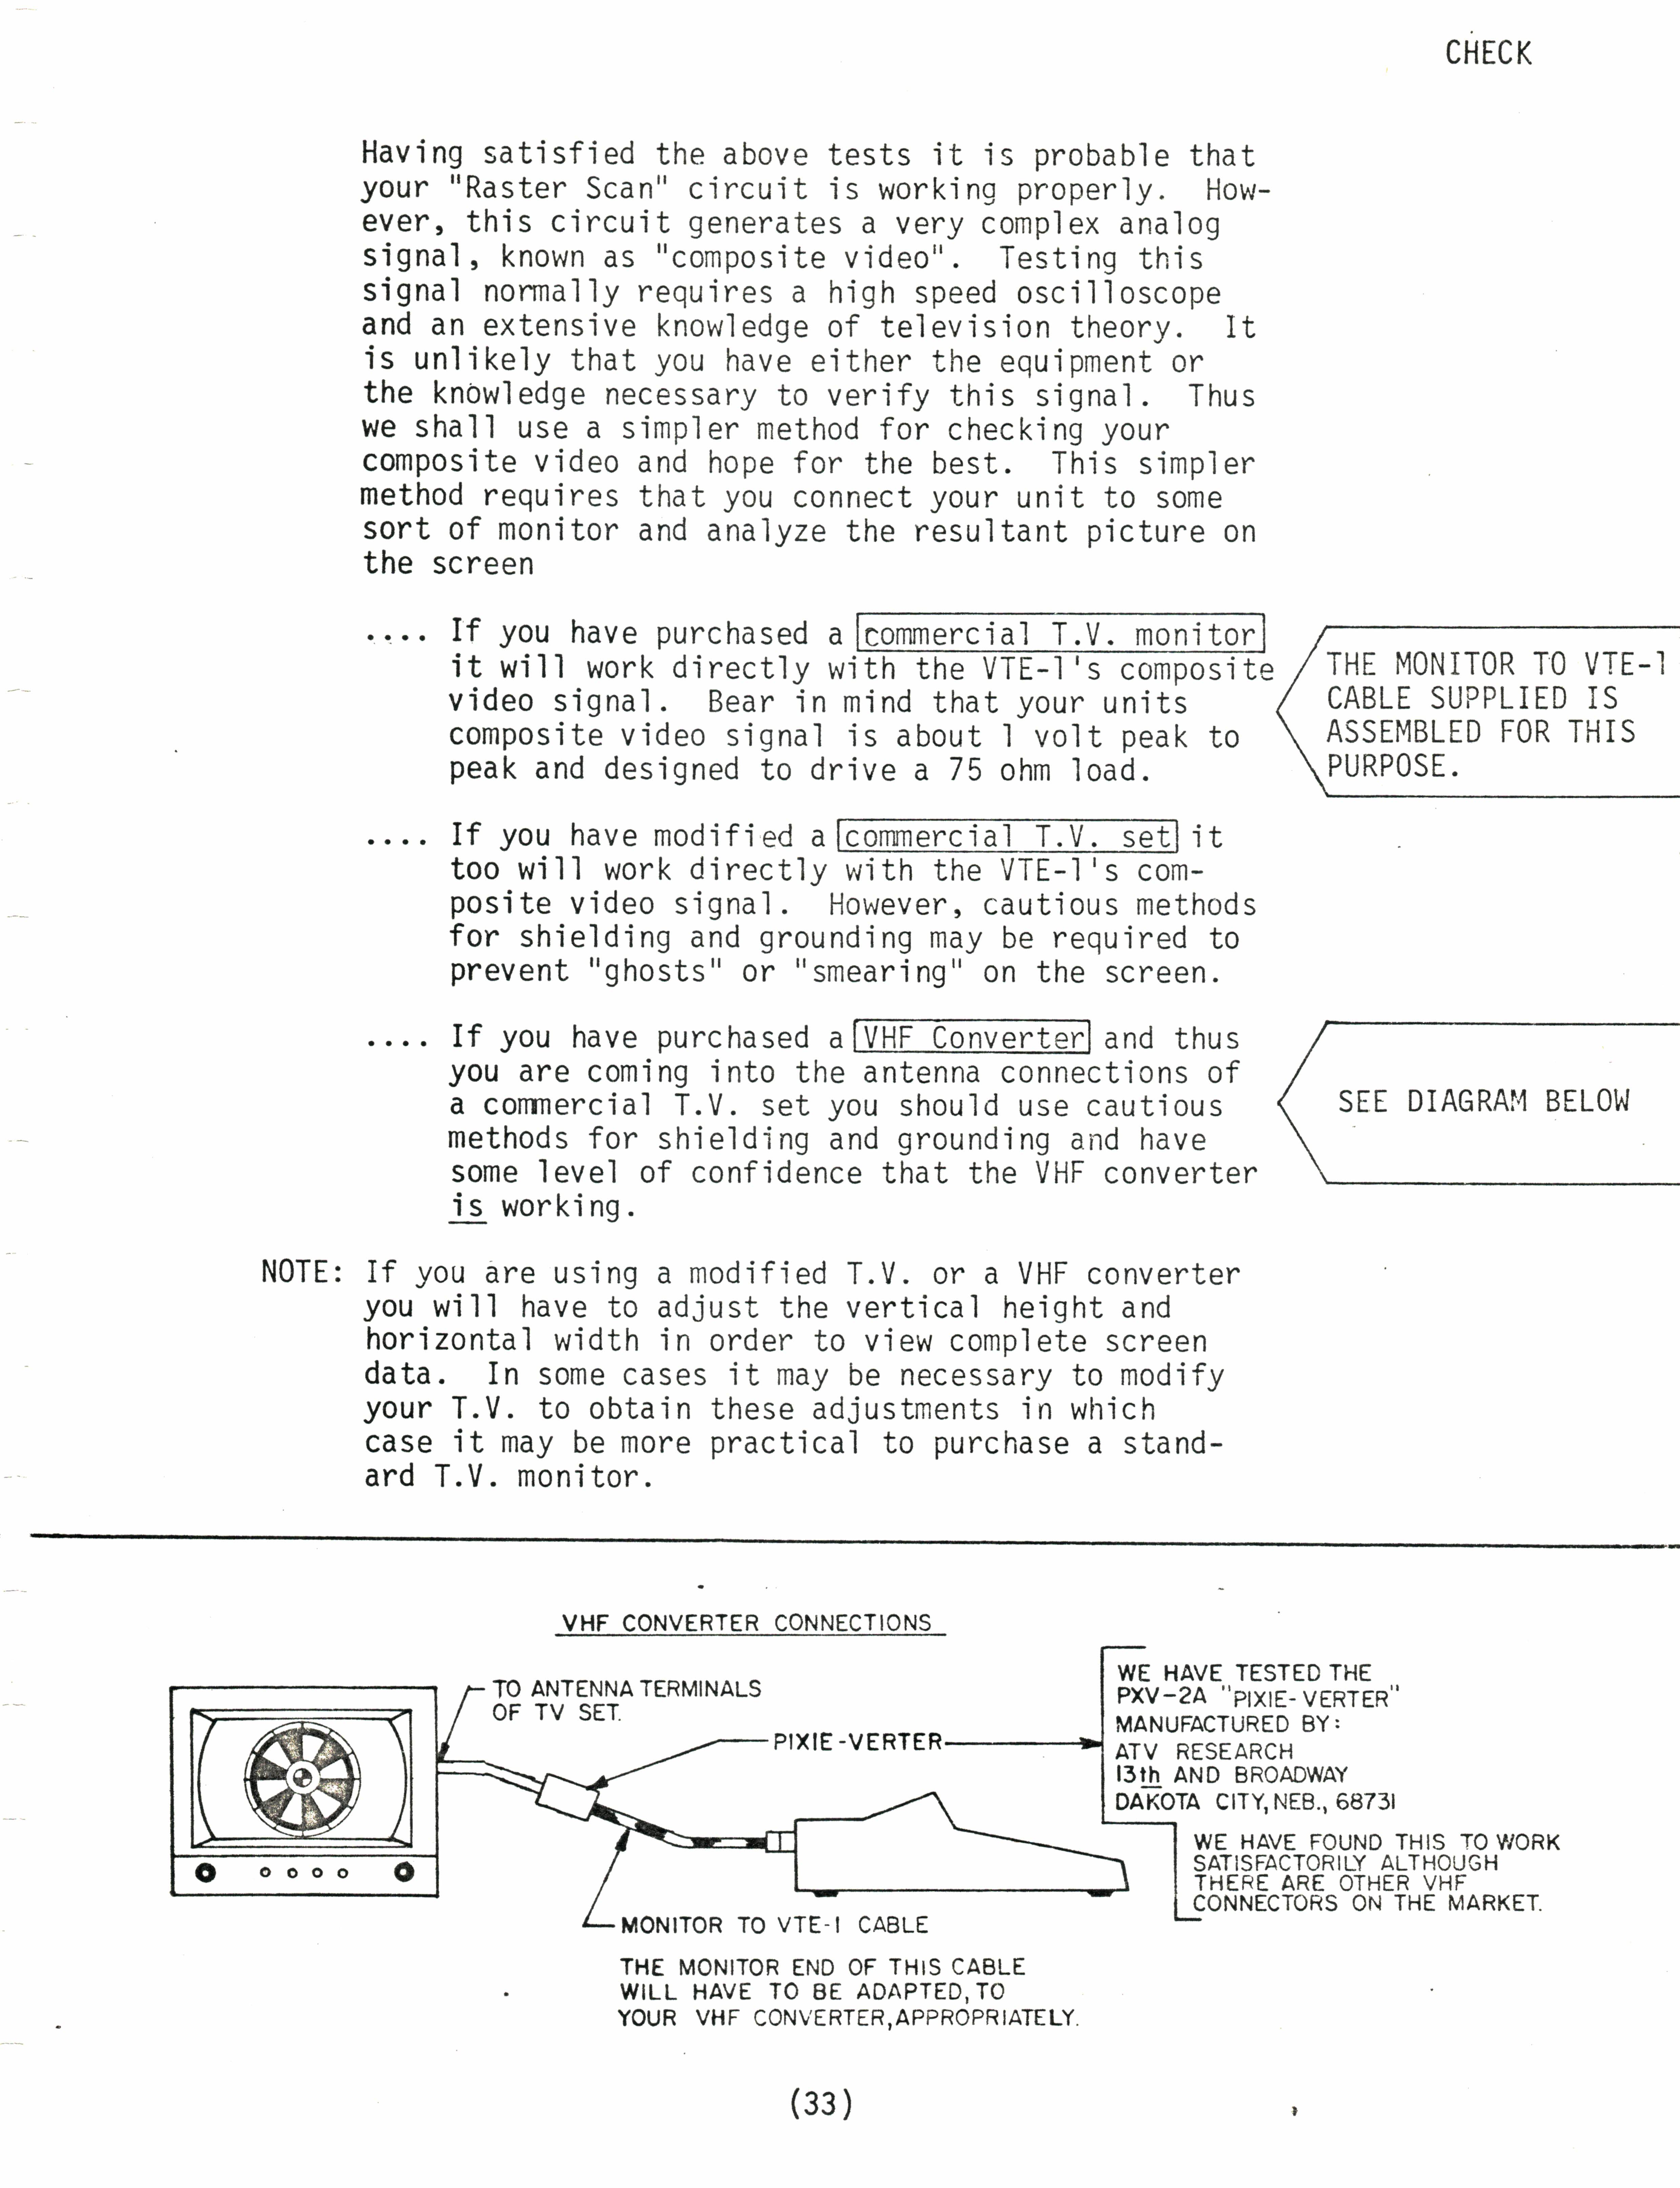 CHECK
Having satisfied the above tests it is probable that
your "Raster Scan" circuit is working properly. How-
ever, this circuit generates a very complex analog
signal, known as "composite video". Testing this
signal normally requires a high speed oscilloscope
and an extensive knowledge of television theory. It
is unlikely that you have either the equipment or
the knowledge necessary to verify this signal. Thus
we shall use a simpler method for checking your
composite video and hope for the best. This simpler
method requires that you connect your unit to some
sort of monitor and analyze the resultant picture on
the screen
.... If you have purchased a commercial T.V. monitor
it will work directly with the VTE-1's composite
video signal. Bear in mind that your units
composite video signal is about 1 volt peak to
peak and designed to drive a 75 ohm load.
THE MONITOR TO VTE-1
CABLE SUPPLIED IS
ASSEMBLED FOR THIS
PURPOSE.
.... If you have modified a commercial T.V. set it
too will work directly with the VTE-1's com-
posite video signal. However, cautious methods
for shielding and grounding may be required to
prevent "ghosts" or "smearing" on the screen.
.... If you have purchased a VHF Converter and thus
you are coming into the antenna connections of
a commercial T.V. set you should use cautious
methods for shielding and grounding and have
some level of confidence that the VHF converter
is working.
SEE DIAGRAM BELOW
NOTE: If you are using a modified T.V. or a VHF converter
you will have to adjust the vertical height and
horizontal width in order to view complete screen
data. In some cases it may be necessary to modify
your T.V. to obtain these adjustments in which
case it may be more practical to purchase a stand-
ard T.V. monitor.
VHF CONVERTER CONNECTIONS
TO ANTENNA TERMINALS
OF TV SET.
PIXIE-VERTER
WE HAVE TESTED THE
PXV-2A "PIXIE-VERTER"
MANUFACTURED BY:
ATV RESEARCH
13th AND BROADWAY
DAKOTA CITY, NEB., 68731
WE HAVE FOUND THIS TO WORK
SATISFACTORILY ALTHOUGH
THERE ARE OTHER VHF
CONNECTORS ON THE MARKET.
MONITOR TO VTE-1 CABLE
THE MONITOR END OF THIS CABLE
WILL HAVE TO BE ADAPTED, TO
YOUR VHF CONVERTER, APPROPRIATELY.
(33)